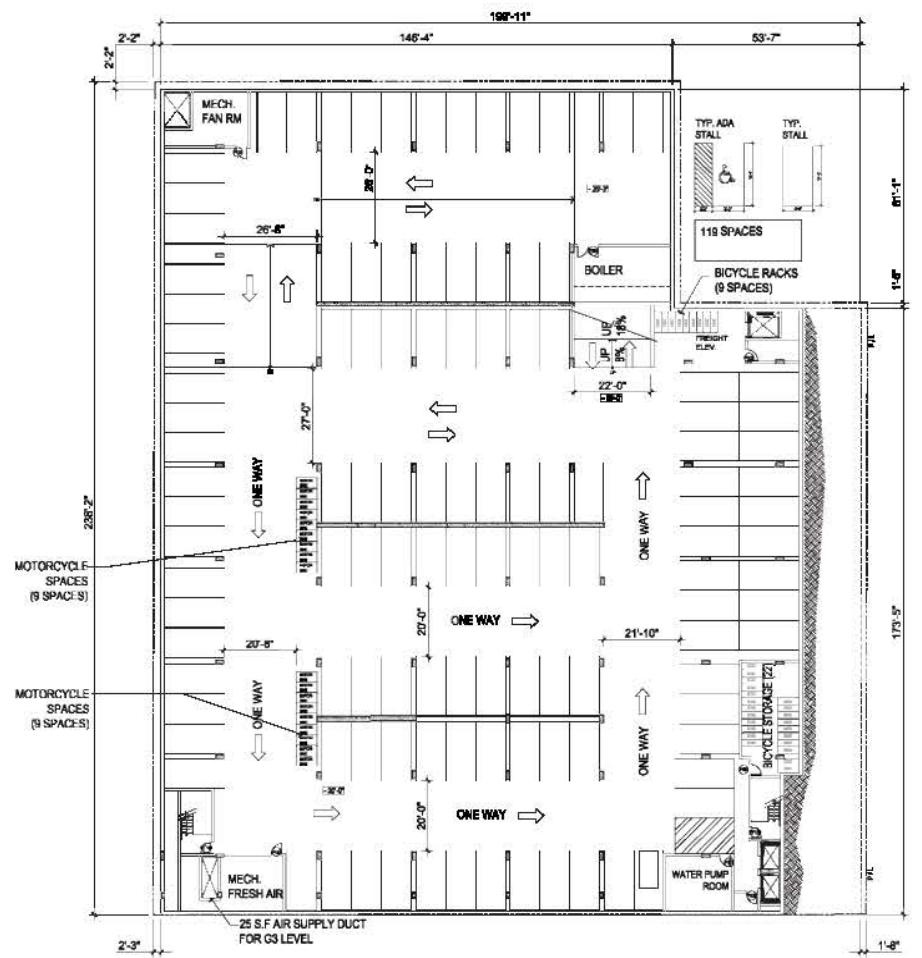 199'-11"
2'-2"
146'-4"
53'-7"
2'-2"
MECH.
FAN RM
TYP. ADA
STALL
TYP.
STALL
26'-0"
61'-1"
26'-8"
119 SPACES
BOILER
BICYCLE RACKS
(9 SPACES)
1'-6"
UP
18%
UP
8%
FREIGHT
ELEV.
P/L
22'-0"
27'-0"
238'-2"
ONE WAY
ONE WAY
MOTORCYCLE
SPACES
(9 SPACES)
20'-0"
ONE WAY
21'-10"
173'-5"
20'-8"
MOTORCYCLE
SPACES
(9 SPACES)
ONE WAY
ONE WAY
BICYCLE STORAGE [22]
20'-0"
ONE WAY
MECH.
FRESH AIR
WATER PUMP
ROOM
P/L
25 S.F AIR SUPPLY DUCT
FOR G3 LEVEL
2'-3"
1'-6"